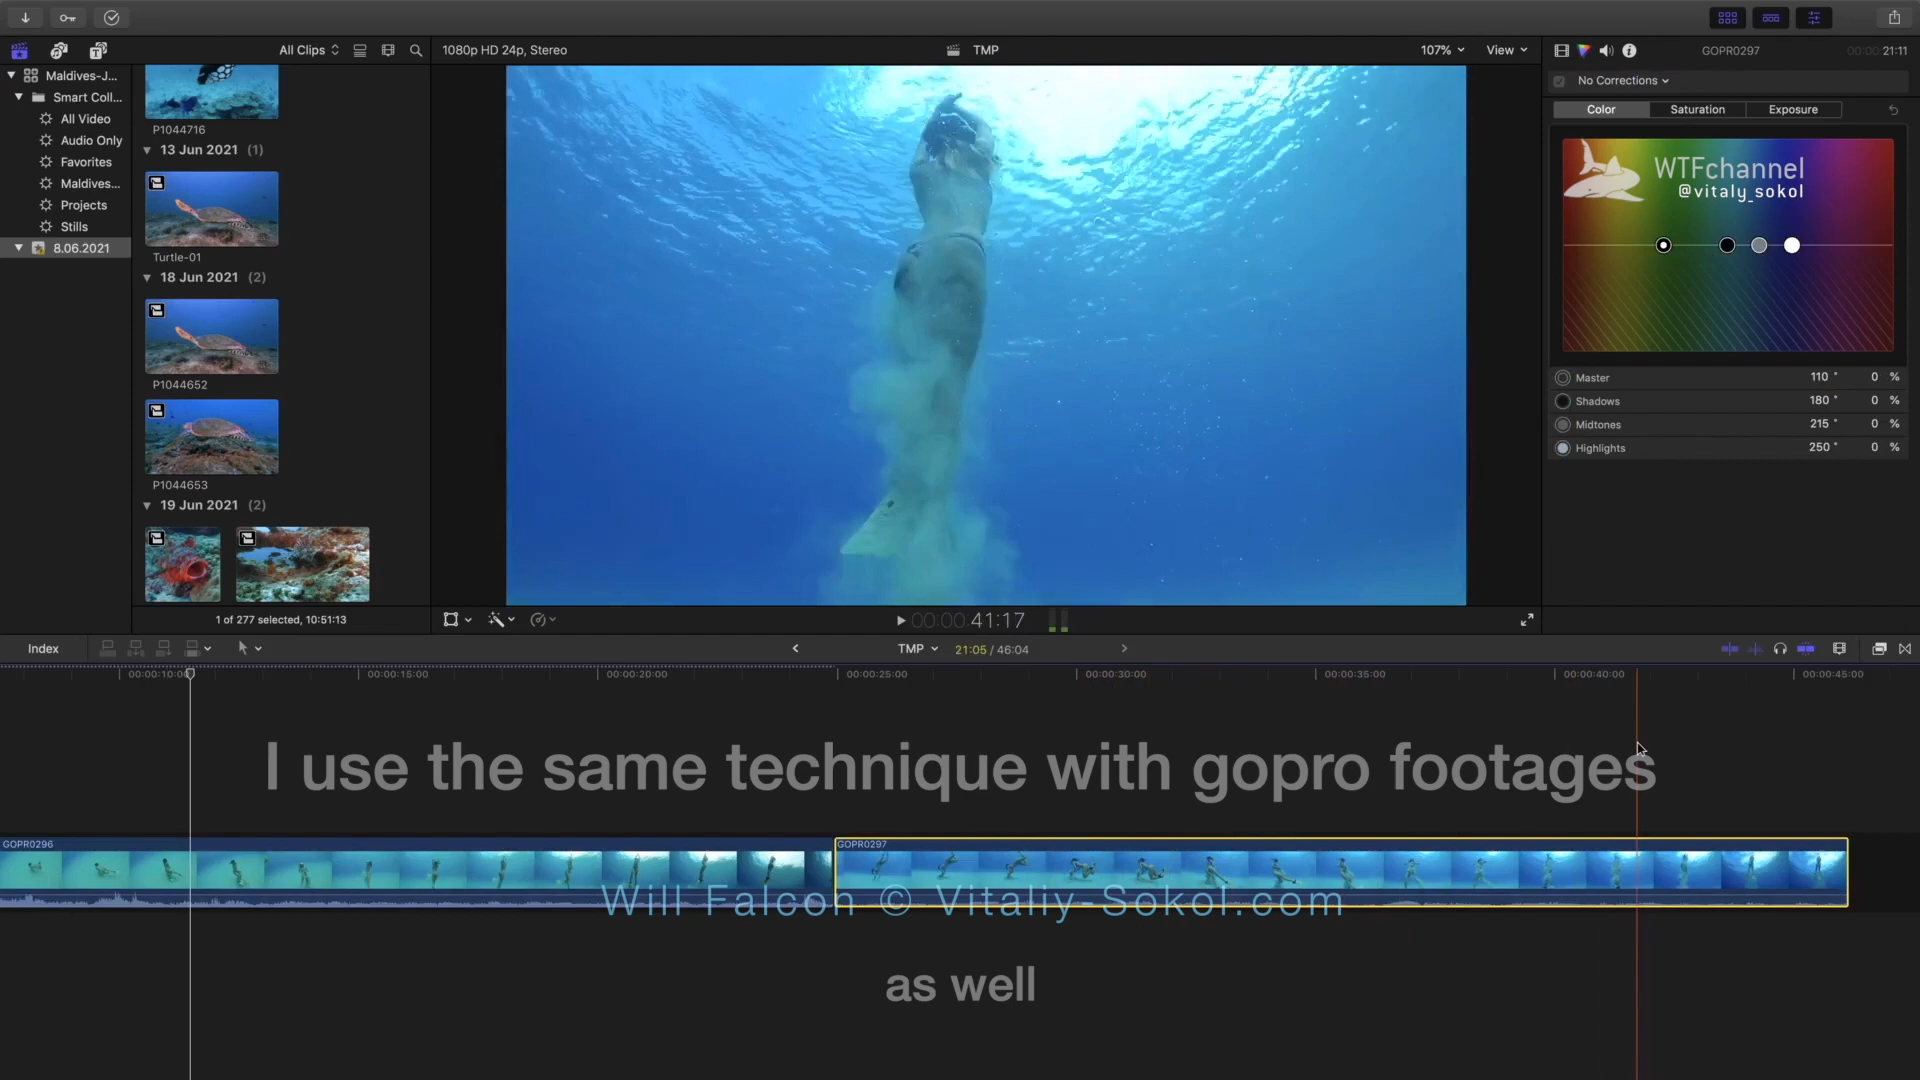 All Clips
1080p HD 24p, Stereo
TMP
107%
View
GOPR0297
00:00:21:11
Maldives-J...
Smart Coll...
All Video
Audio Only
Favorites
Maldives...
Projects
Stills
8.06.2021
P1044716
13 Jun 2021 (1)
Turtle-01
18 Jun 2021 (2)
P1044652
P1044653
19 Jun 2021 (2)
1 of 277 selected, 10:51:13
No Corrections
Color Saturation Exposure
WTFchannel
@vitaly_sokol
Master 110 ° 0 %
Shadows 180 ° 0 %
Midtones 215 ° 0 %
Highlights 250 ° 0 %
00:00:41:17
Index
TMP
21:05 / 46:04
00:00:10:00
00:00:15:00
00:00:20:00
00:00:25:00
00:00:30:00
00:00:35:00
00:00:40:00
00:00:45:00
I use the same technique with gopro footages
GOPR0296
GOPR0297
Will Falcon © Vitaliy-Sokol.com
as well